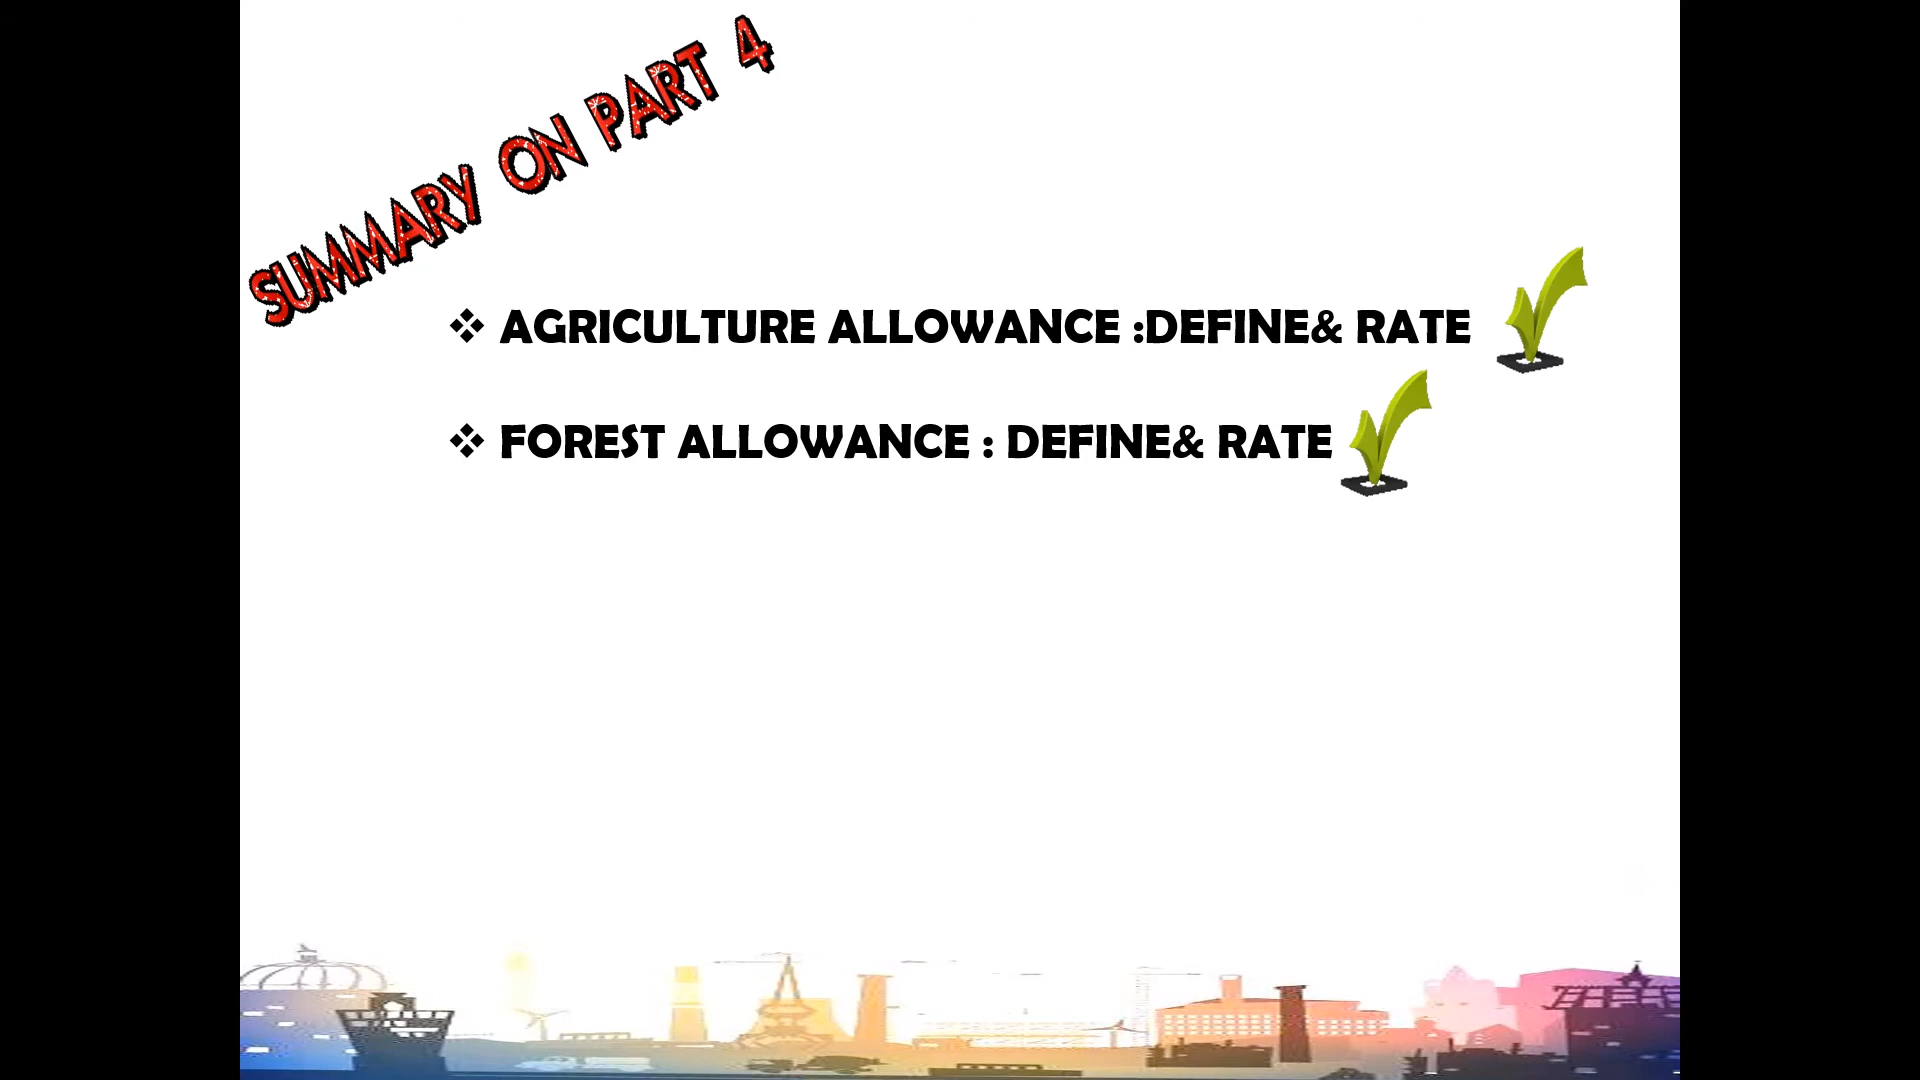 SUMMARY ON PART 4
❖ AGRICULTURE ALLOWANCE :DEFINE& RATE
❖ FOREST ALLOWANCE : DEFINE& RATE